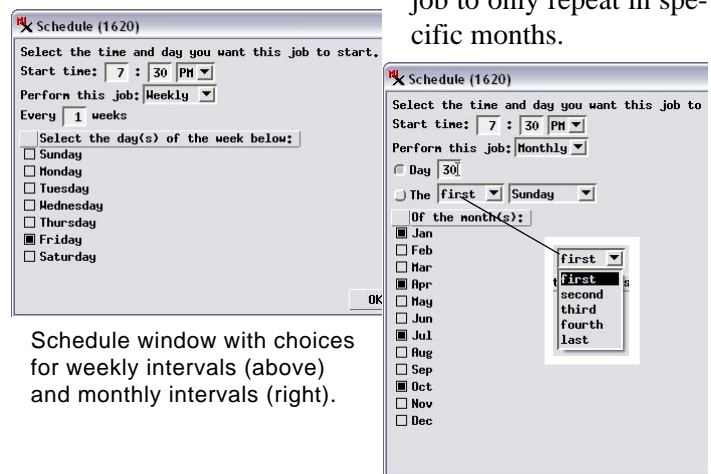 job to only repeat in spe-
cific months.
Schedule (1620)
Select the time and day you want this job to start.
Start time: 7 : 30 PM
Perform this job: Weekly
Every 1 weeks
Select the day(s) of the week below:
Sunday
Monday
Tuesday
Wednesday
Thursday
Friday
Saturday
OK
Schedule window with choices
for weekly intervals (above)
and monthly intervals (right).
Schedule (1620)
Select the time and day you want this job to
Start time: 7 : 30 PM
Perform this job: Monthly
Day 30
The first Sunday
Of the month(s):
Jan
Feb
Mar
Apr
May
Jun
Jul
Aug
Sep
Oct
Nov
Dec
first
first
second
third
fourth
last